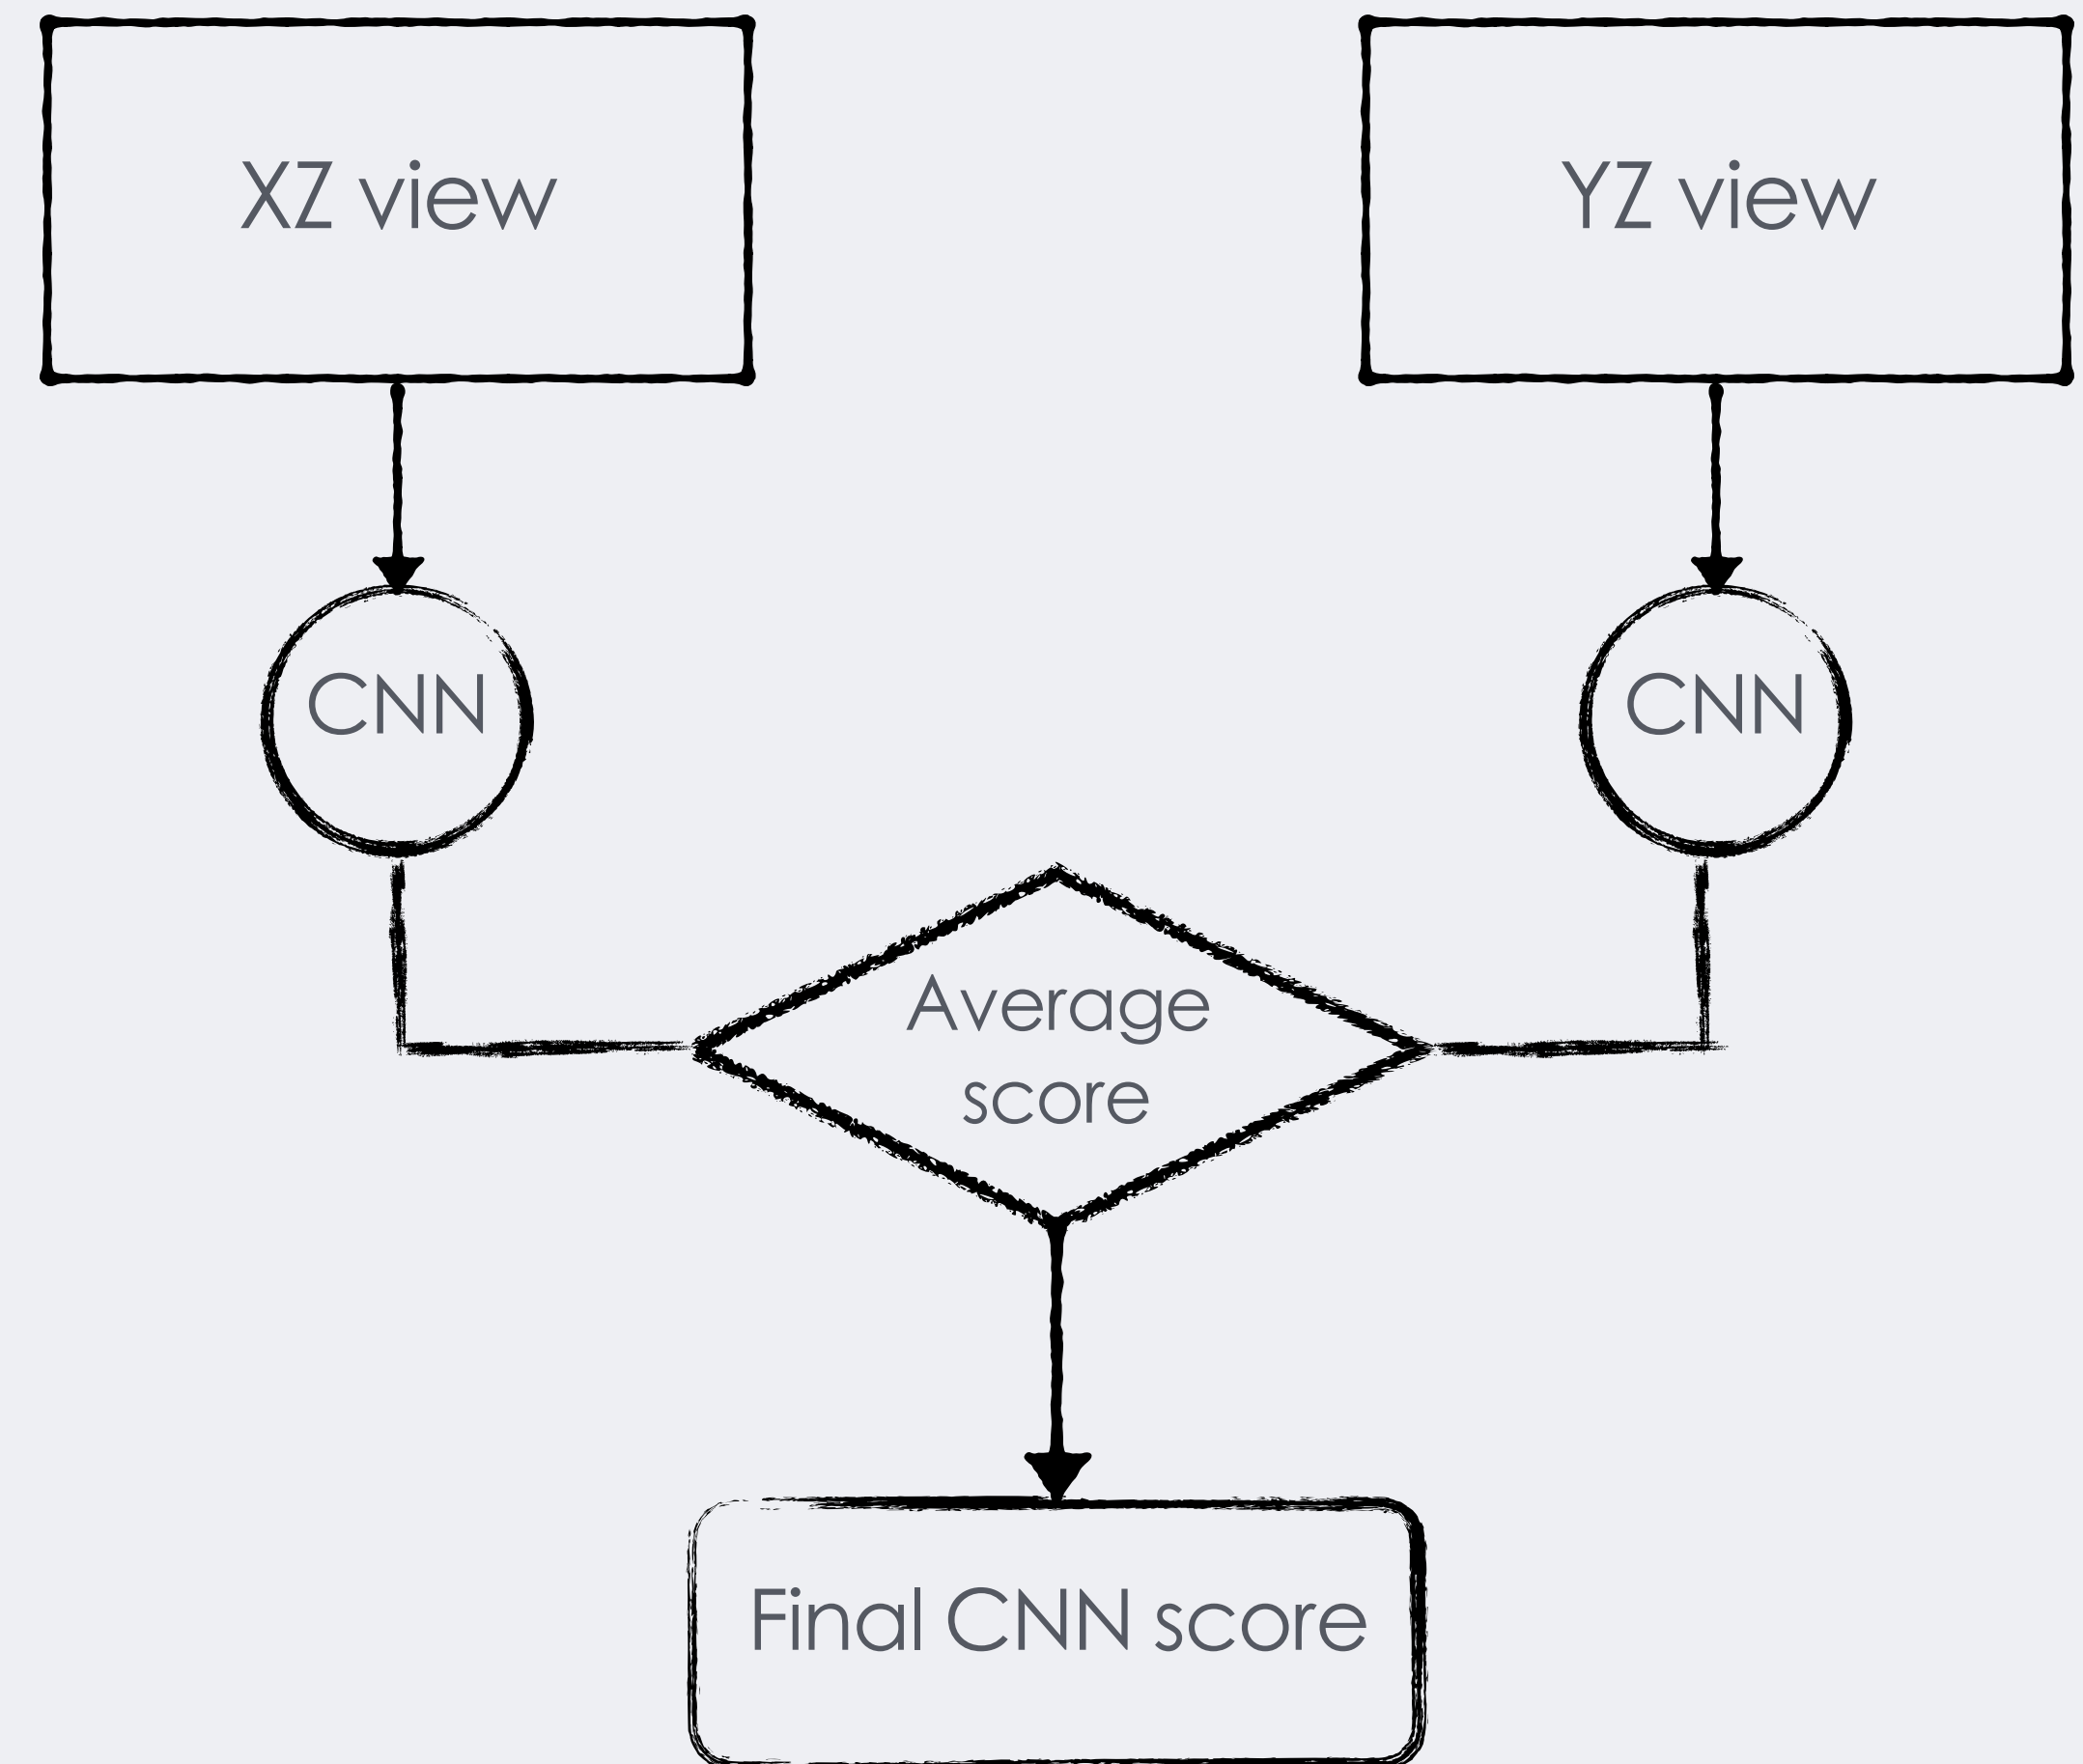 XZ view
YZ view
CNN
CNN
Average
score
Final CNN score